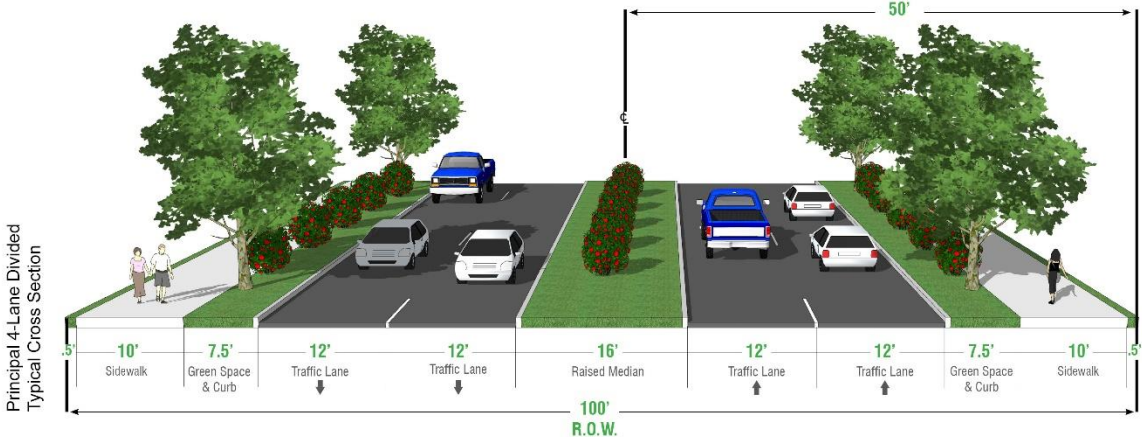 50'
℄
Principal 4-Lane Divided
Typical Cross Section
.5' 10' 7.5' 12' 12' 16' 12' 12' 7.5' 10' .5'
Sidewalk Green Space Traffic Lane Traffic Lane Raised Median Traffic Lane Traffic Lane Green Space Sidewalk
& Curb & Curb
100'
R.O.W.